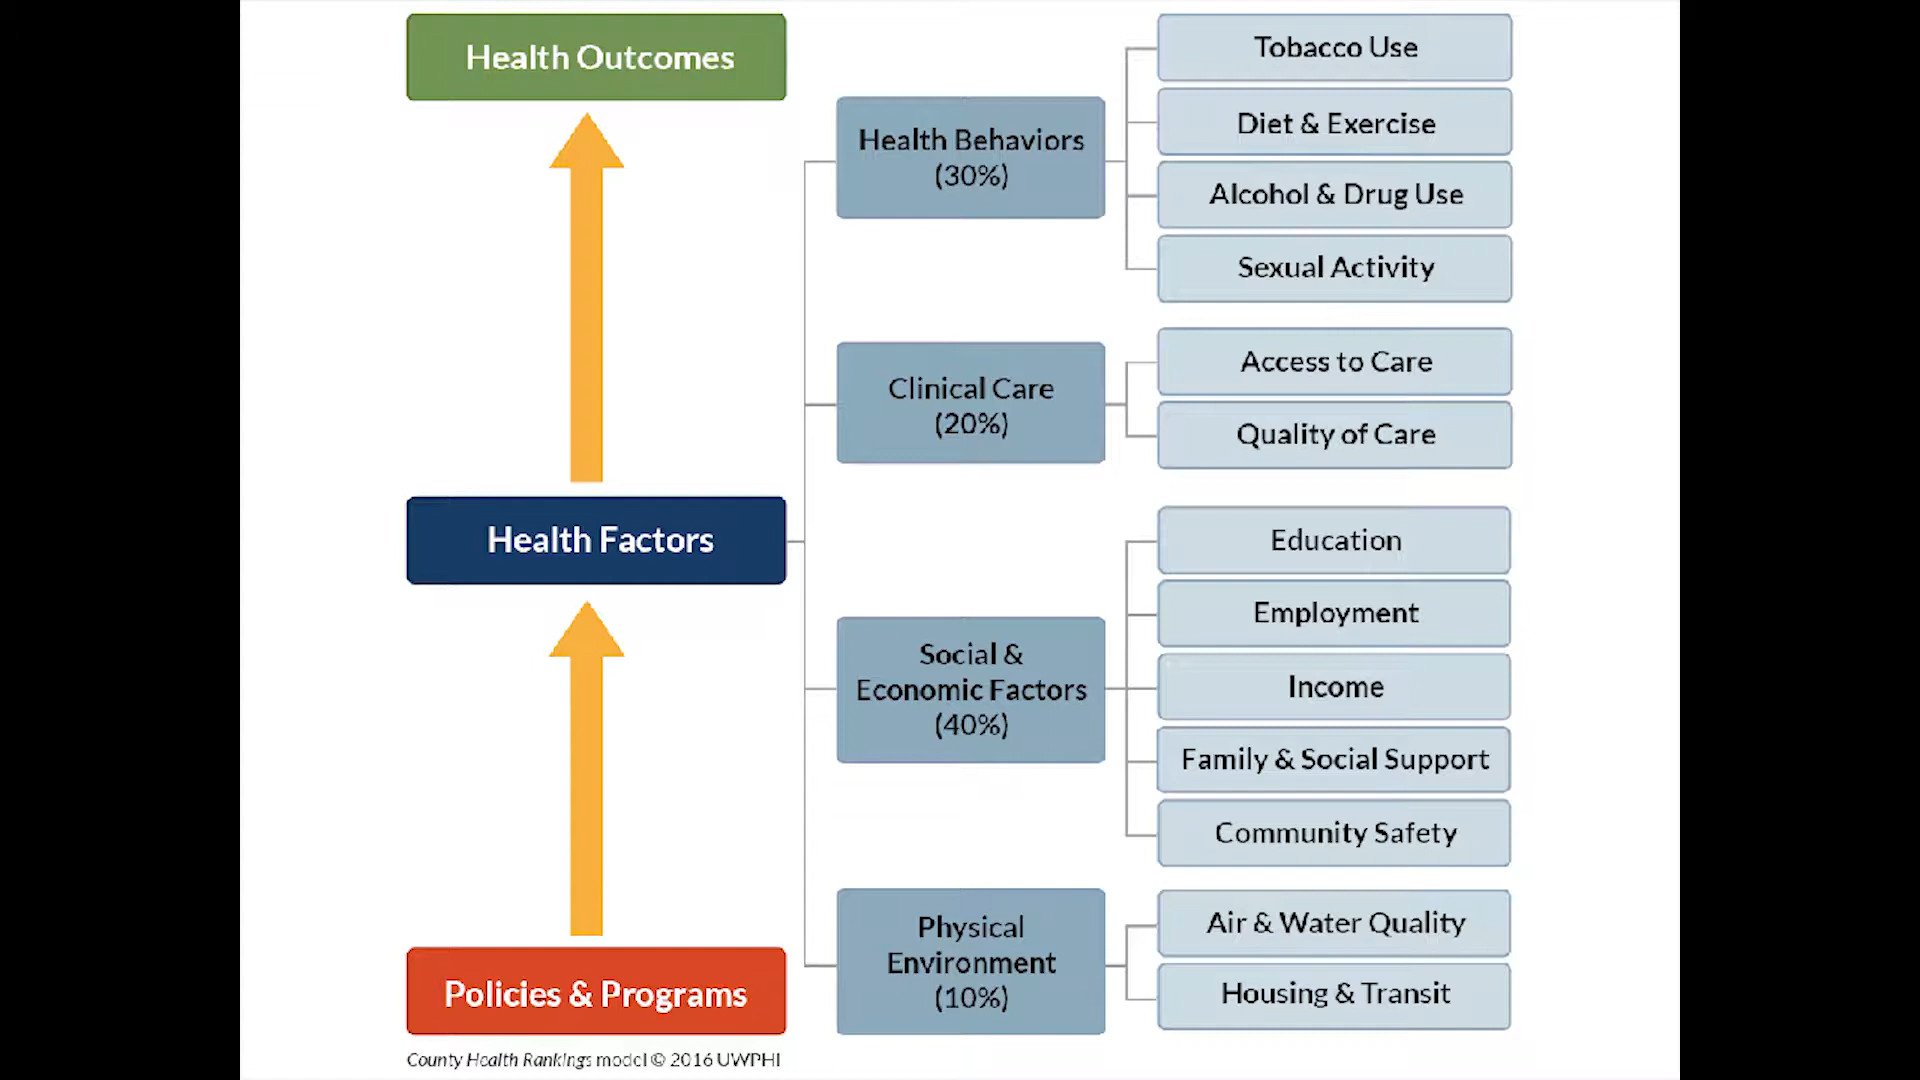 Health Outcomes
Health Factors
Policies & Programs
County Health Rankings model © 2016 UWPHI
Health Behaviors
(30%)
Tobacco Use
Diet & Exercise
Alcohol & Drug Use
Sexual Activity
Clinical Care
(20%)
Access to Care
Quality of Care
Social &
Economic Factors
(40%)
Education
Employment
Income
Family & Social Support
Community Safety
Physical
Environment
(10%)
Air & Water Quality
Housing & Transit